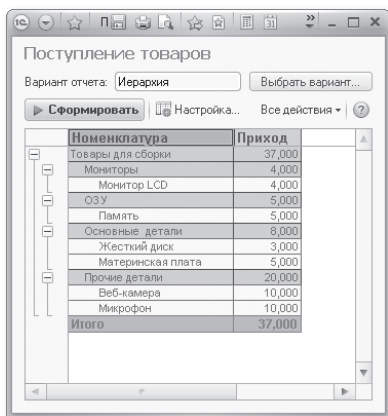 1С П
Поступление товаров
Вариант отчета: Иерархия Выбрать вариант...
Сформировать Настройка... Все действия ?
Номенклатура Приход
Товары для сборки 37,000
Мониторы 4,000
Монитор LCD 4,000
ОЗУ 5,000
Память 5,000
Основные детали 8,000
Жесткий диск 3,000
Материнская плата 5,000
Прочие детали 20,000
Веб-камера 10,000
Микрофон 10,000
Итого 37,000